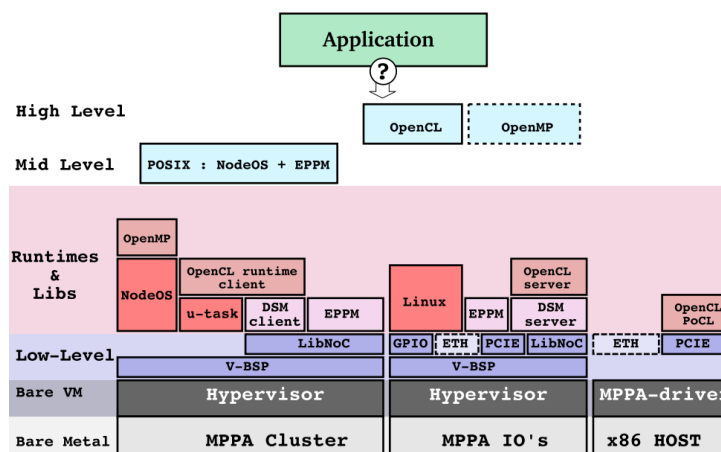 Application
?
High Level
OpenCL
OpenMP
Mid Level
POSIX : NodeOS + EPPM
Runtimes
&
Libs
OpenMP
NodeOS
OpenCL runtime
client
u-task
DSM
client
EPPM
Linux
EPPM
OpenCL
server
DSM
server
OpenCL
PoCL
Low-Level
LibNoC
GPIO
ETH
PCIE
LibNoC
ETH
PCIE
V-BSP
V-BSP
Bare VM
Hypervisor
Hypervisor
MPPA-driver
Bare Metal
MPPA Cluster
MPPA IO's
x86 HOST